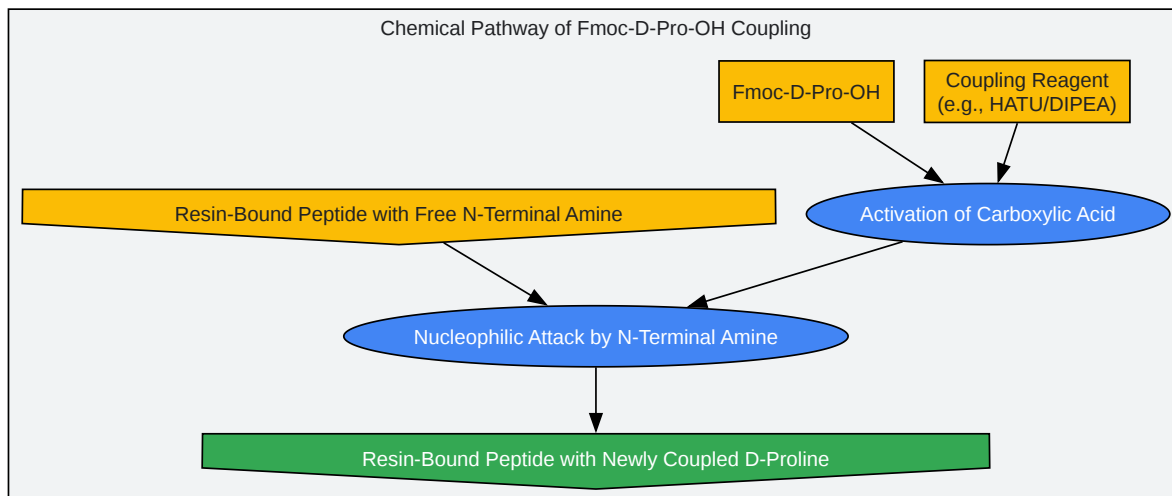 Chemical Pathway of Fmoc-D-Pro-OH Coupling
Fmoc-D-Pro-OH
Coupling Reagent
(e.g., HATU/DIPEA)
Resin-Bound Peptide with Free N-Terminal Amine
Activation of Carboxylic Acid
Nucleophilic Attack by N-Terminal Amine
Resin-Bound Peptide with Newly Coupled D-Proline